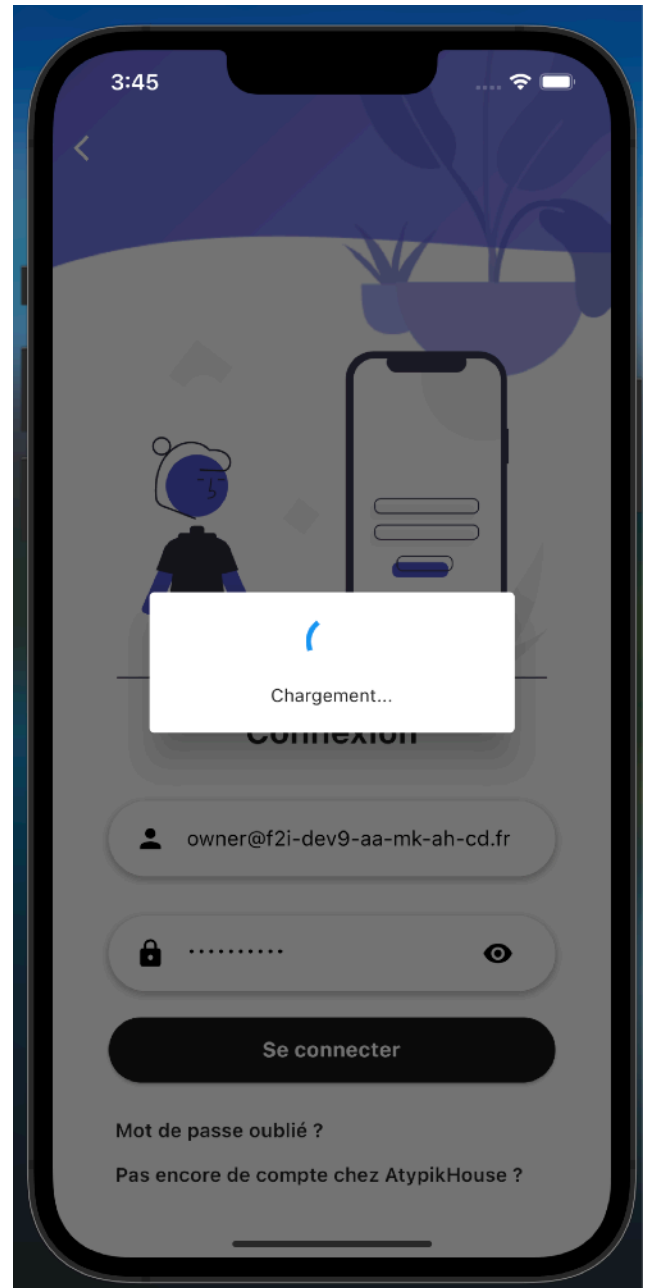 3:45
Chargement...
Connexion
owner@f2i-dev9-aa-mk-ah-cd.fr
Se connecter
Mot de passe oublié ?
Pas encore de compte chez AtypikHouse ?